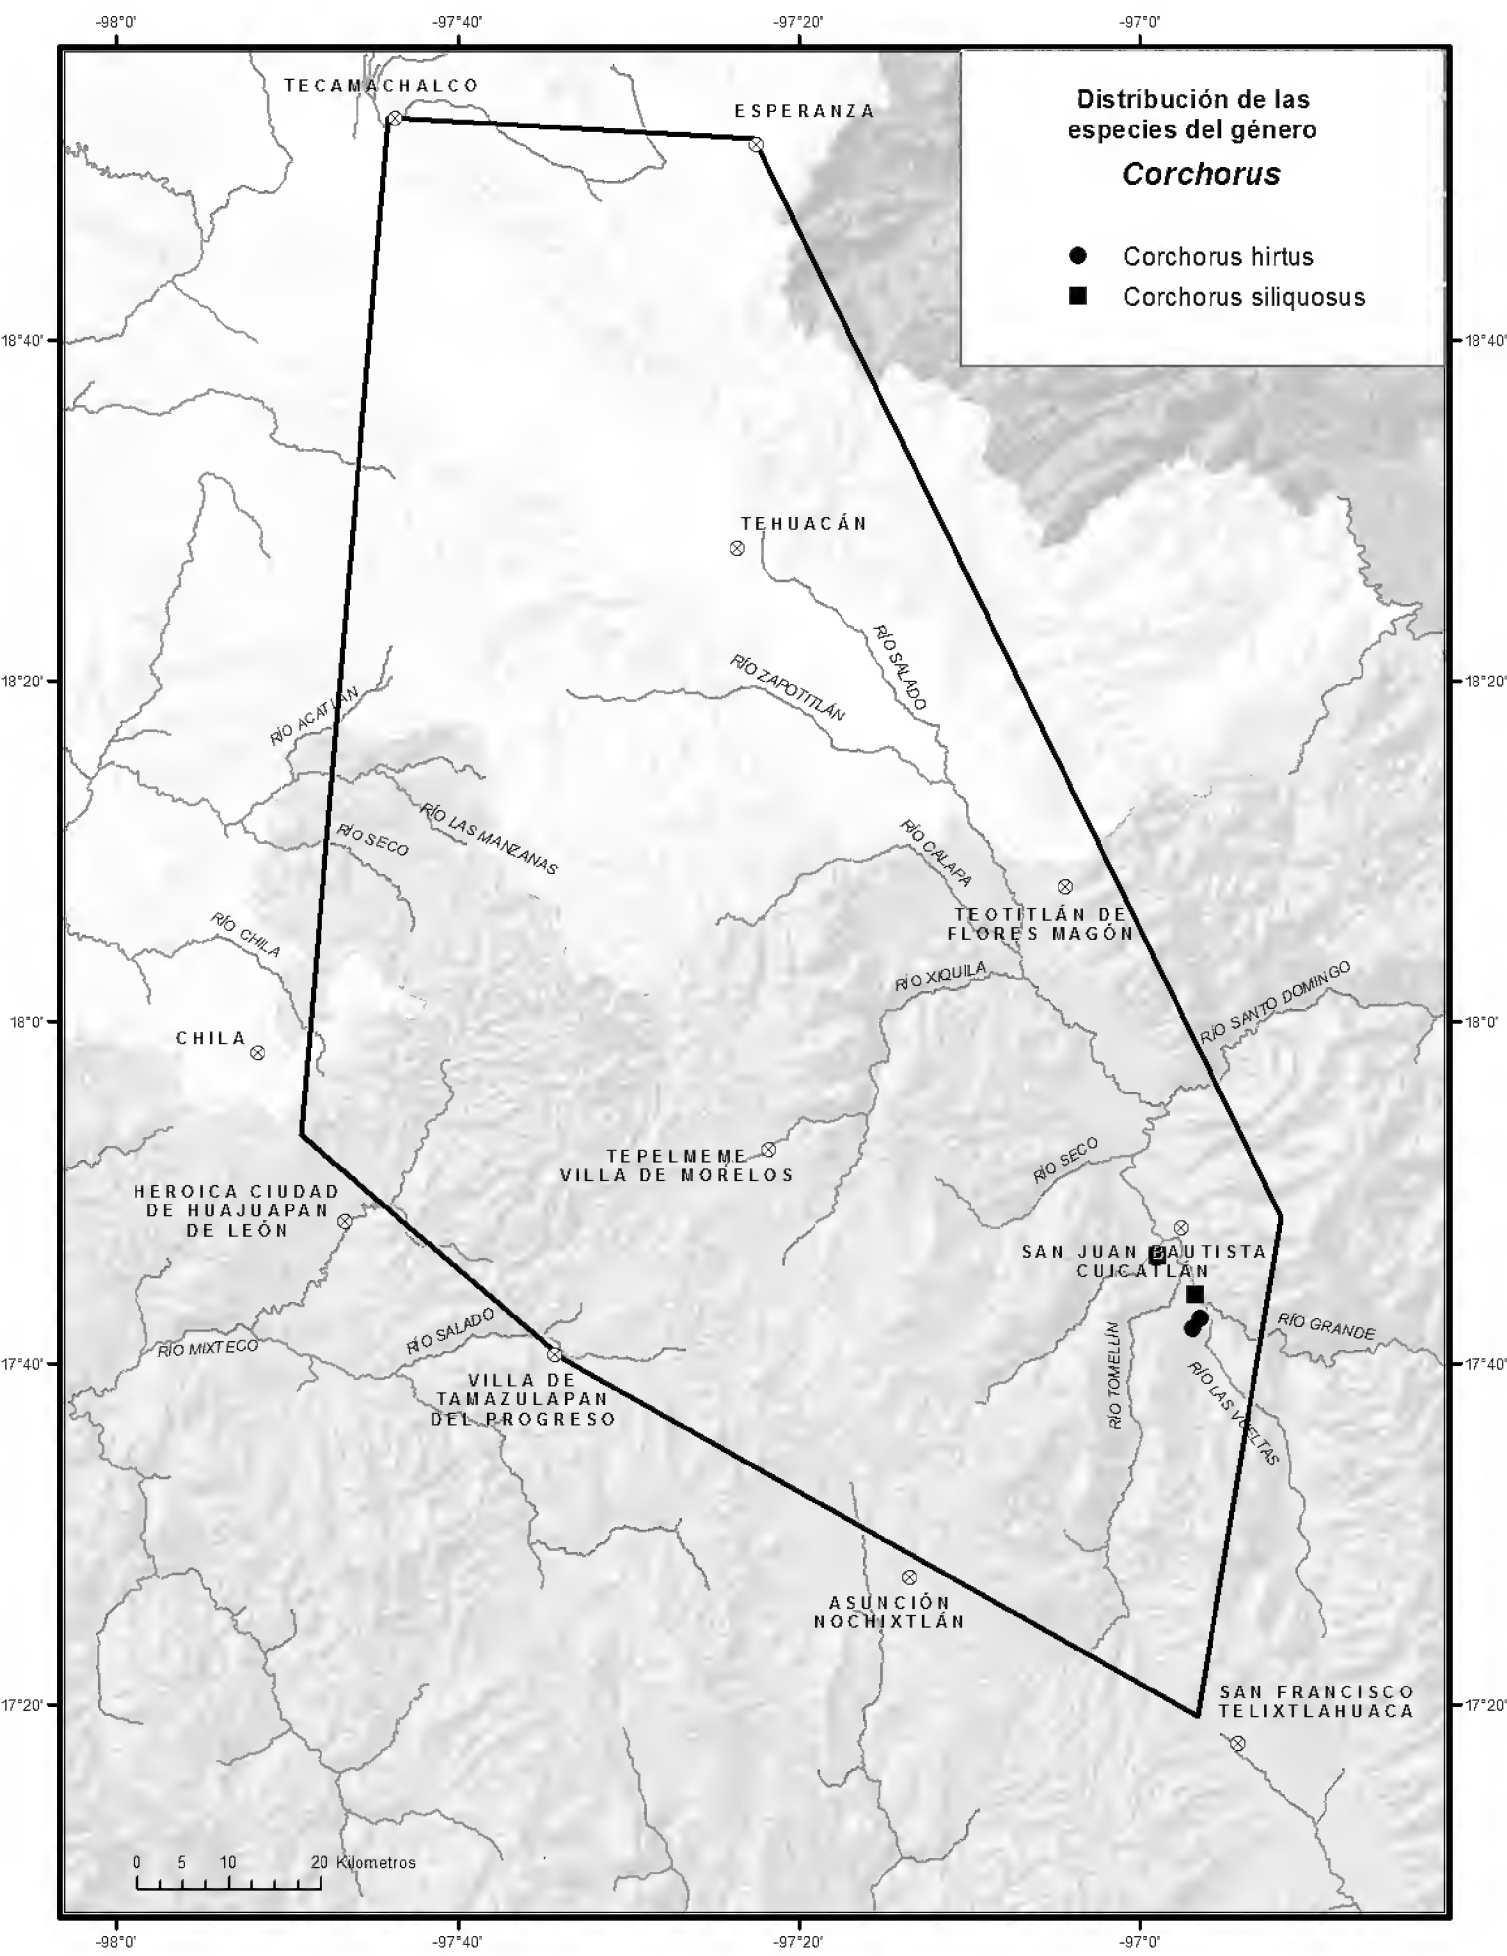 -98°0'
-97°40'
-97°20'
-97°0'
TECAMACHALCO
ESPERANZA
Distribución de las
especies del género
Corchorus
Corchorus hirtus
Corchorus siliquosus
18°40'
18°40'
TEHUACÁN
RÍO SALADO
RÍO ZAPOTITLÁN
18°20'
18°20'
RÍO ACATLÁN
RÍO LAS MANZANAS
RÍO SECO
RÍO CALAPA
TEOTITLÁN DE
FLORES MAGÓN
RÍO CHILA
RÍO XIQUILA
RÍO SANTO DOMINGO
18°0'
18°0'
CHILA
TEPELMEME
VILLA DE MORELOS
RÍO SECO
HEROICA CIUDAD
DE HUAJUAPAN
DE LEÓN
SAN JUAN BAUTISTA
CUICATLÁN
RÍO GRANDE
RÍO SALADO
RÍO MIXTECO
17°40'
17°40'
RÍO TOMELLÍN
RÍO LAS VUELTAS
VILLA DE
TAMAZULAPAN
DEL PROGRESO
ASUNCIÓN
NOCHIXTLÁN
SAN FRANCISCO
TELIXTLAHUACA
17°20'
17°20'
0 5 10 20 Kilometros
-98°0'
-97°40'
-97°20'
-97°0'